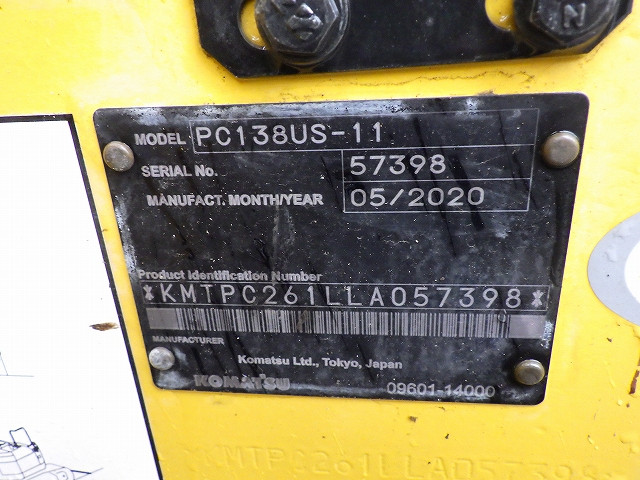 N
MODEL PC138US-11
SERIAL No. 57398
MANUFACT. MONTH/YEAR 05/2020
Product Identification Number
*KMTPC261LLA057398*
MANUFACTURER
Komatsu Ltd., Tokyo, Japan
KOMATSU 09601-14000
KMTPC261LLA057398*